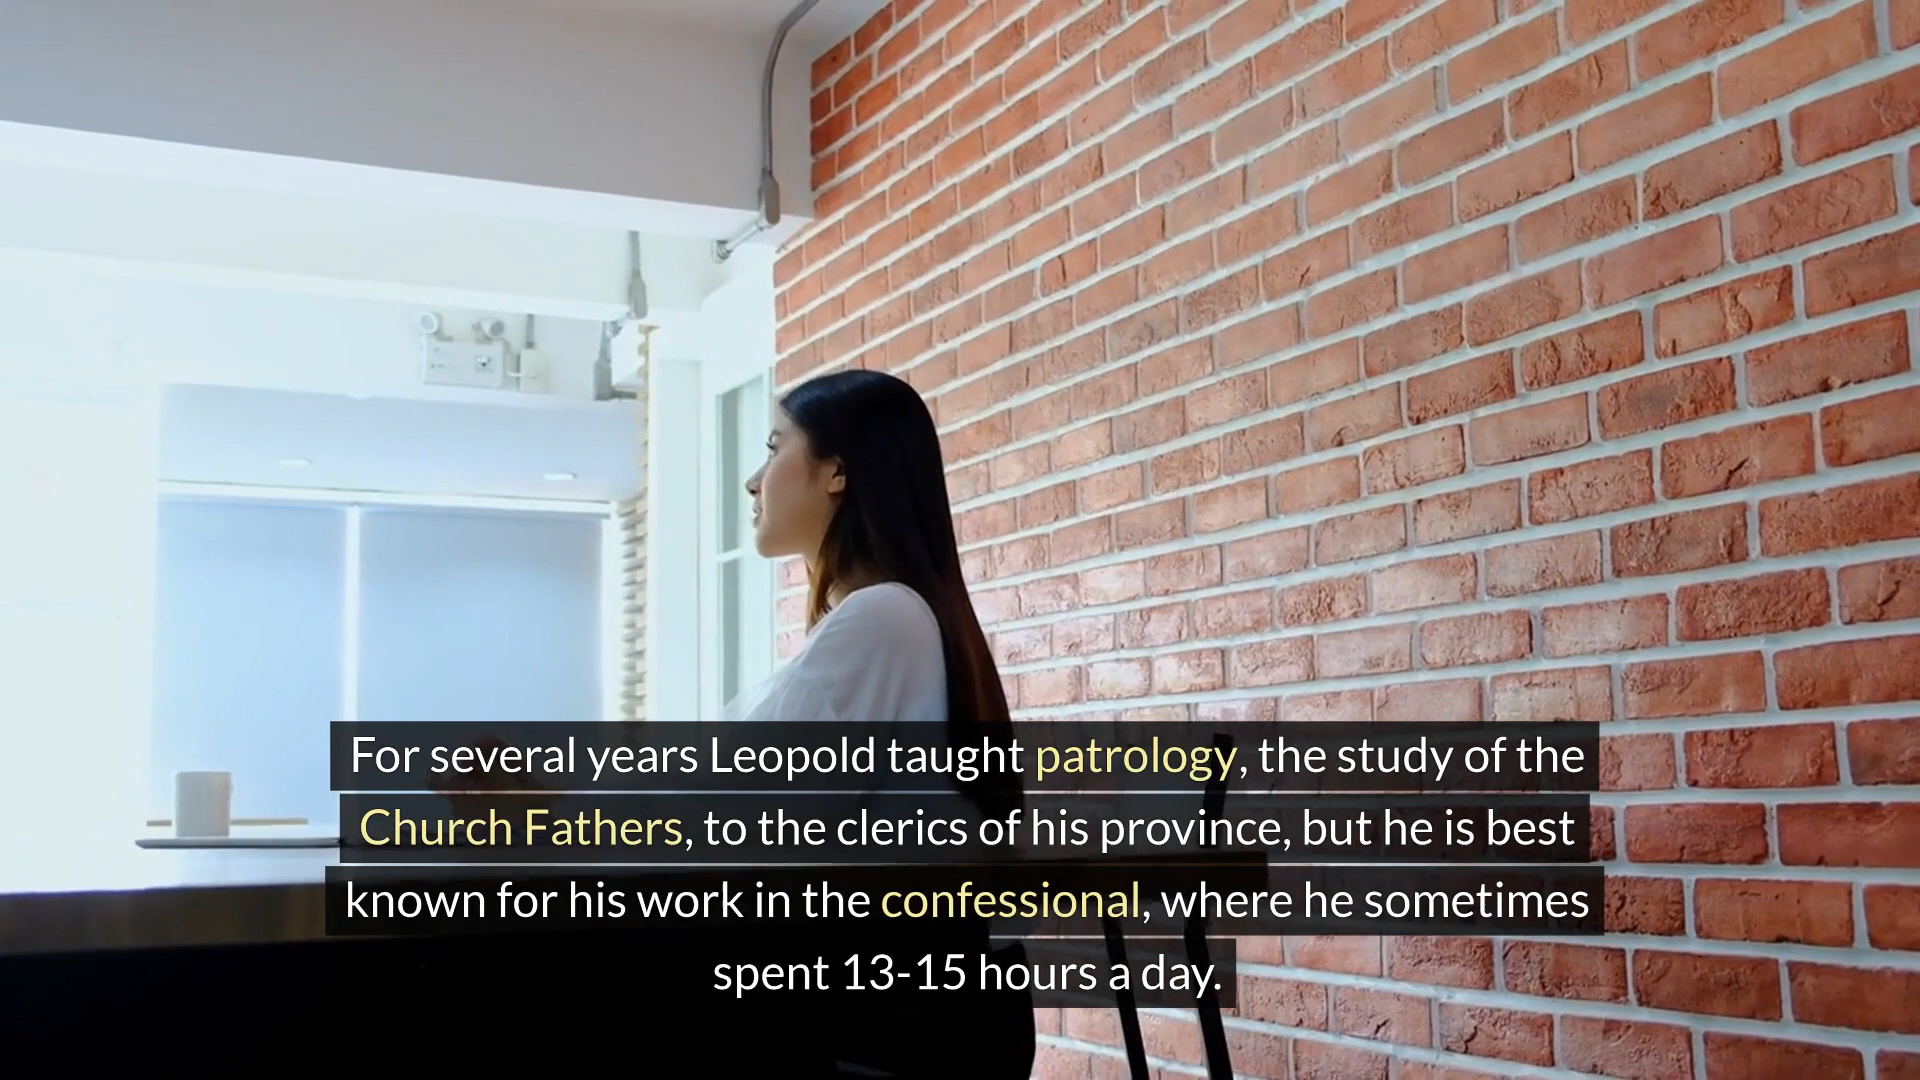 For several years Leopold taught patrology, the study of the
Church Fathers, to the clerics of his province, but he is best
known for his work in the confessional, where he sometimes
spent 13-15 hours a day.